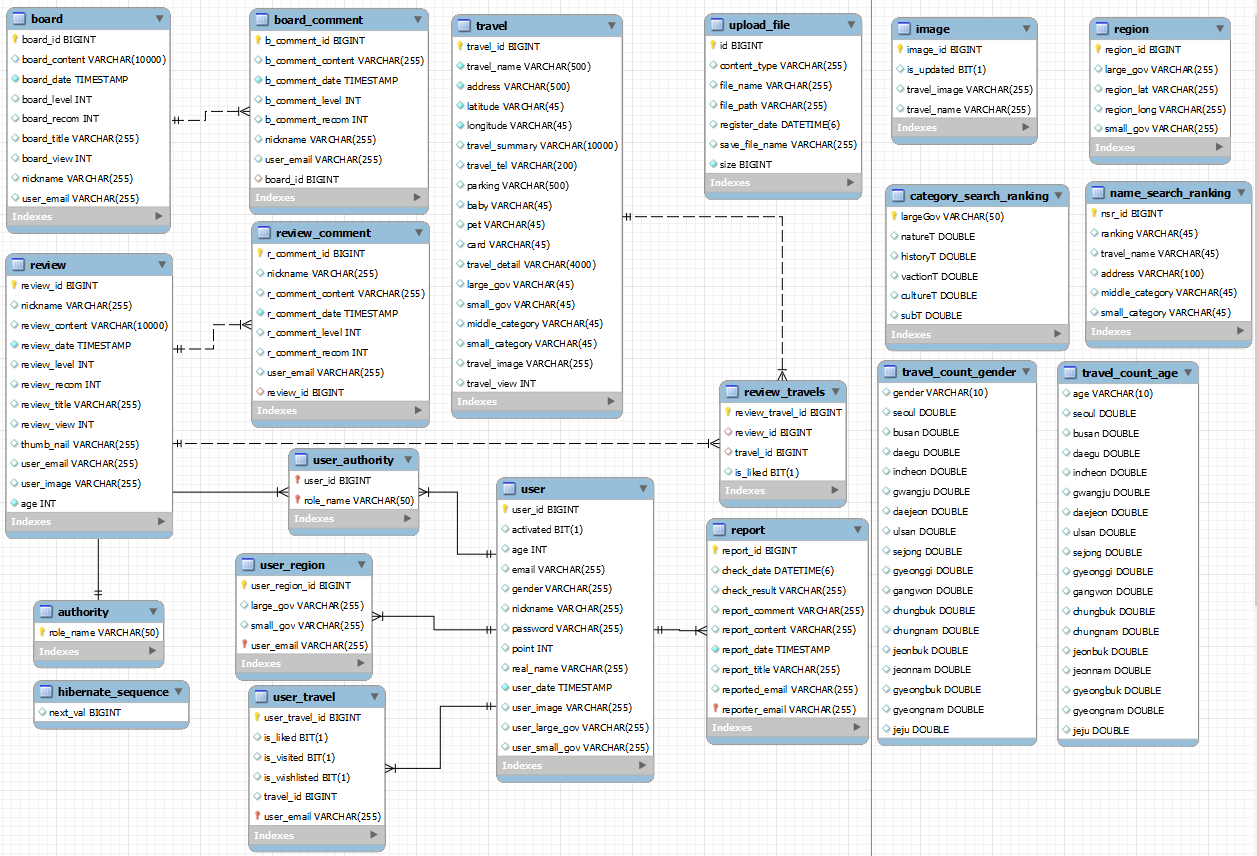 board
board_id BIGINT
board_content VARCHAR(10000)
board_date TIMESTAMP
board_level INT
board_recom INT
board_title VARCHAR(255)
board_view INT
nickname VARCHAR(255)
user_email VARCHAR(255)
Indexes
board_comment
b_comment_id BIGINT
b_comment_content VARCHAR(255)
b_comment_date TIMESTAMP
b_comment_level INT
b_comment_recom INT
nickname VARCHAR(255)
user_email VARCHAR(255)
board_id BIGINT
Indexes
travel
travel_id BIGINT
travel_name VARCHAR(500)
address VARCHAR(500)
latitude VARCHAR(45)
longitude VARCHAR(45)
travel_summary VARCHAR(10000)
travel_tel VARCHAR(200)
parking VARCHAR(500)
baby VARCHAR(45)
pet VARCHAR(45)
card VARCHAR(45)
travel_detail VARCHAR(4000)
large_gov VARCHAR(45)
small_gov VARCHAR(45)
middle_category VARCHAR(45)
small_category VARCHAR(45)
travel_image VARCHAR(255)
travel_view INT
Indexes
upload_file
id BIGINT
content_type VARCHAR(255)
file_name VARCHAR(255)
file_path VARCHAR(255)
register_date DATETIME(6)
save_file_name VARCHAR(255)
size BIGINT
Indexes
image
image_id BIGINT
is_updated BIT(1)
travel_image VARCHAR(255)
travel_name VARCHAR(255)
Indexes
region
region_id BIGINT
large_gov VARCHAR(255)
region_lat VARCHAR(255)
region_long VARCHAR(255)
small_gov VARCHAR(255)
Indexes
category_search_ranking
largeGov VARCHAR(50)
natureT DOUBLE
historyT DOUBLE
vactionT DOUBLE
cultureT DOUBLE
subT DOUBLE
Indexes
name_search_ranking
nsr_id BIGINT
ranking VARCHAR(45)
travel_name VARCHAR(45)
address VARCHAR(100)
middle_category VARCHAR(45)
small_category VARCHAR(45)
Indexes
review
review_id BIGINT
nickname VARCHAR(255)
review_content VARCHAR(10000)
review_date TIMESTAMP
review_level INT
review_recom INT
review_title VARCHAR(255)
review_view INT
thumb_nail VARCHAR(255)
user_email VARCHAR(255)
user_image VARCHAR(255)
age INT
Indexes
review_comment
r_comment_id BIGINT
nickname VARCHAR(255)
r_comment_content VARCHAR(255)
r_comment_date TIMESTAMP
r_comment_level INT
r_comment_recom INT
user_email VARCHAR(255)
review_id BIGINT
Indexes
review_travels
review_travel_id BIGINT
review_id BIGINT
travel_id BIGINT
is_liked BIT(1)
Indexes
user_authority
user_id BIGINT
role_name VARCHAR(50)
Indexes
user
user_id BIGINT
activated BIT(1)
age INT
email VARCHAR(255)
gender VARCHAR(255)
nickname VARCHAR(255)
password VARCHAR(255)
point INT
real_name VARCHAR(255)
user_date TIMESTAMP
user_image VARCHAR(255)
user_large_gov VARCHAR(255)
user_small_gov VARCHAR(255)
Indexes
report
report_id BIGINT
check_date DATETIME(6)
check_result VARCHAR(255)
report_comment VARCHAR(255)
report_content VARCHAR(255)
report_date TIMESTAMP
report_title VARCHAR(255)
reported_email VARCHAR(255)
reporter_email VARCHAR(255)
Indexes
user_region
user_region_id BIGINT
large_gov VARCHAR(255)
small_gov VARCHAR(255)
user_email VARCHAR(255)
Indexes
authority
role_name VARCHAR(50)
Indexes
hibernate_sequence
next_val BIGINT
user_travel
user_travel_id BIGINT
is_liked BIT(1)
is_visited BIT(1)
is_wishlisted BIT(1)
travel_id BIGINT
user_email VARCHAR(255)
Indexes
travel_count_gender
gender VARCHAR(10)
seoul DOUBLE
busan DOUBLE
daegu DOUBLE
incheon DOUBLE
gwangju DOUBLE
daejeon DOUBLE
ulsan DOUBLE
sejong DOUBLE
gyeonggi DOUBLE
gangwon DOUBLE
chungbuk DOUBLE
chungnam DOUBLE
jeonbuk DOUBLE
jeonnam DOUBLE
gyeongbuk DOUBLE
gyeongnam DOUBLE
jeju DOUBLE
travel_count_age
age VARCHAR(10)
seoul DOUBLE
busan DOUBLE
daegu DOUBLE
incheon DOUBLE
gwangju DOUBLE
daejeon DOUBLE
ulsan DOUBLE
sejong DOUBLE
gyeonggi DOUBLE
gangwon DOUBLE
chungbuk DOUBLE
chungnam DOUBLE
jeonbuk DOUBLE
jeonnam DOUBLE
gyeongbuk DOUBLE
gyeongnam DOUBLE
jeju DOUBLE